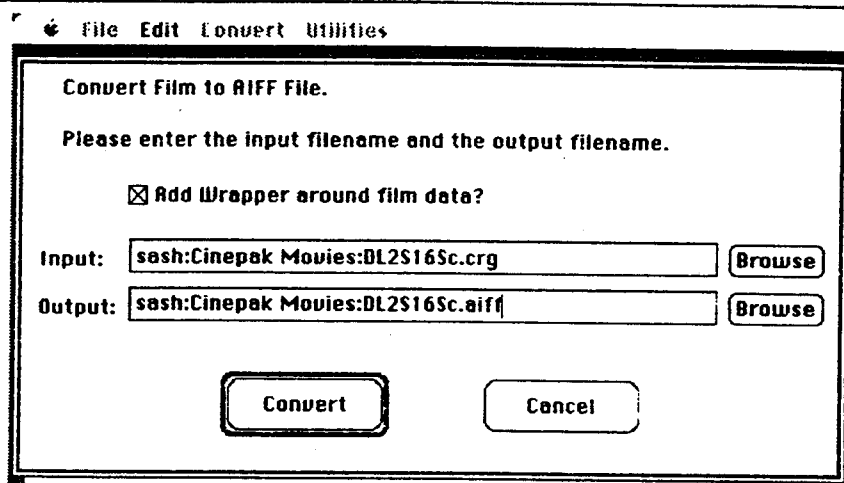 File Edit Convert Utilities
Convert Film to AIFF File.
Please enter the input filename and the output filename.
Add Wrapper around film data?
Input: sash:Cinepak Movies:DL2S16Sc.crg Browse
Output: sash:Cinepak Movies:DL2S16Sc.aiff Browse
Convert Cancel